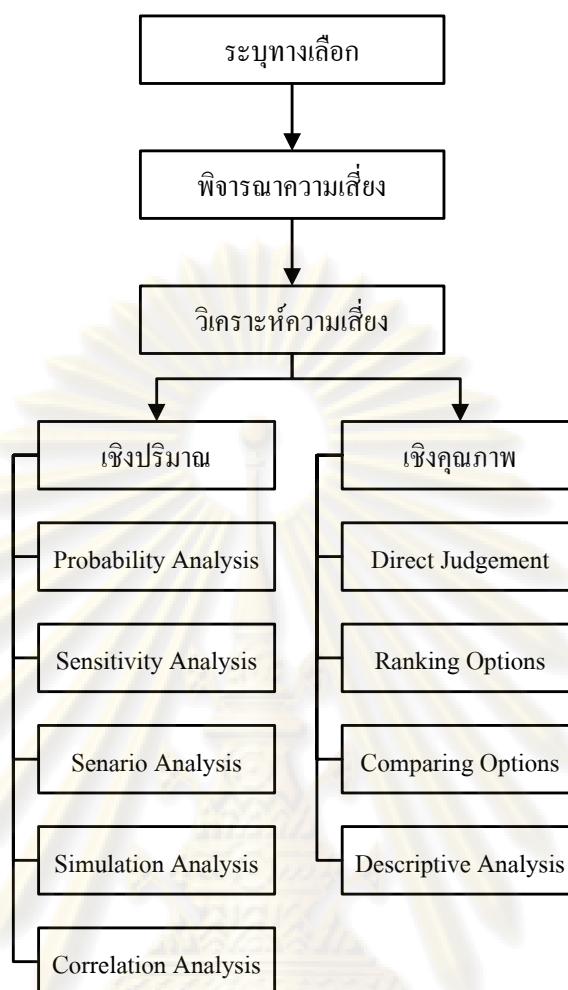 ระบุทางเลือก
พิจารณาความเสี่ยง
วิเคราะห์ความเสี่ยง
เชิงปริมาณ
Probability Analysis
Sensitivity Analysis
Senario Analysis
Simulation Analysis
Correlation Analysis
เชิงคุณภาพ
Direct Judgement
Ranking Options
Comparing Options
Descriptive Analysis